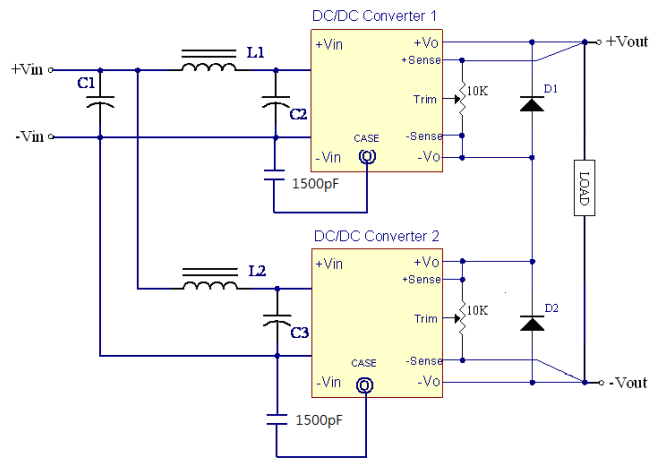 DC/DC Converter 1
+Vin
C1
L1
C2
+Vin
+Vo
+Sense
10K
Trim
D1
+Vout
-Vin
CASE
-Sense
-Vin
-Vo
1500pF
LOAD
DC/DC Converter 2
L2
C3
+Vin
+Vo
+Sense
10K
Trim
D2
CASE
-Sense
-Vin
-Vo
-Vout
1500pF